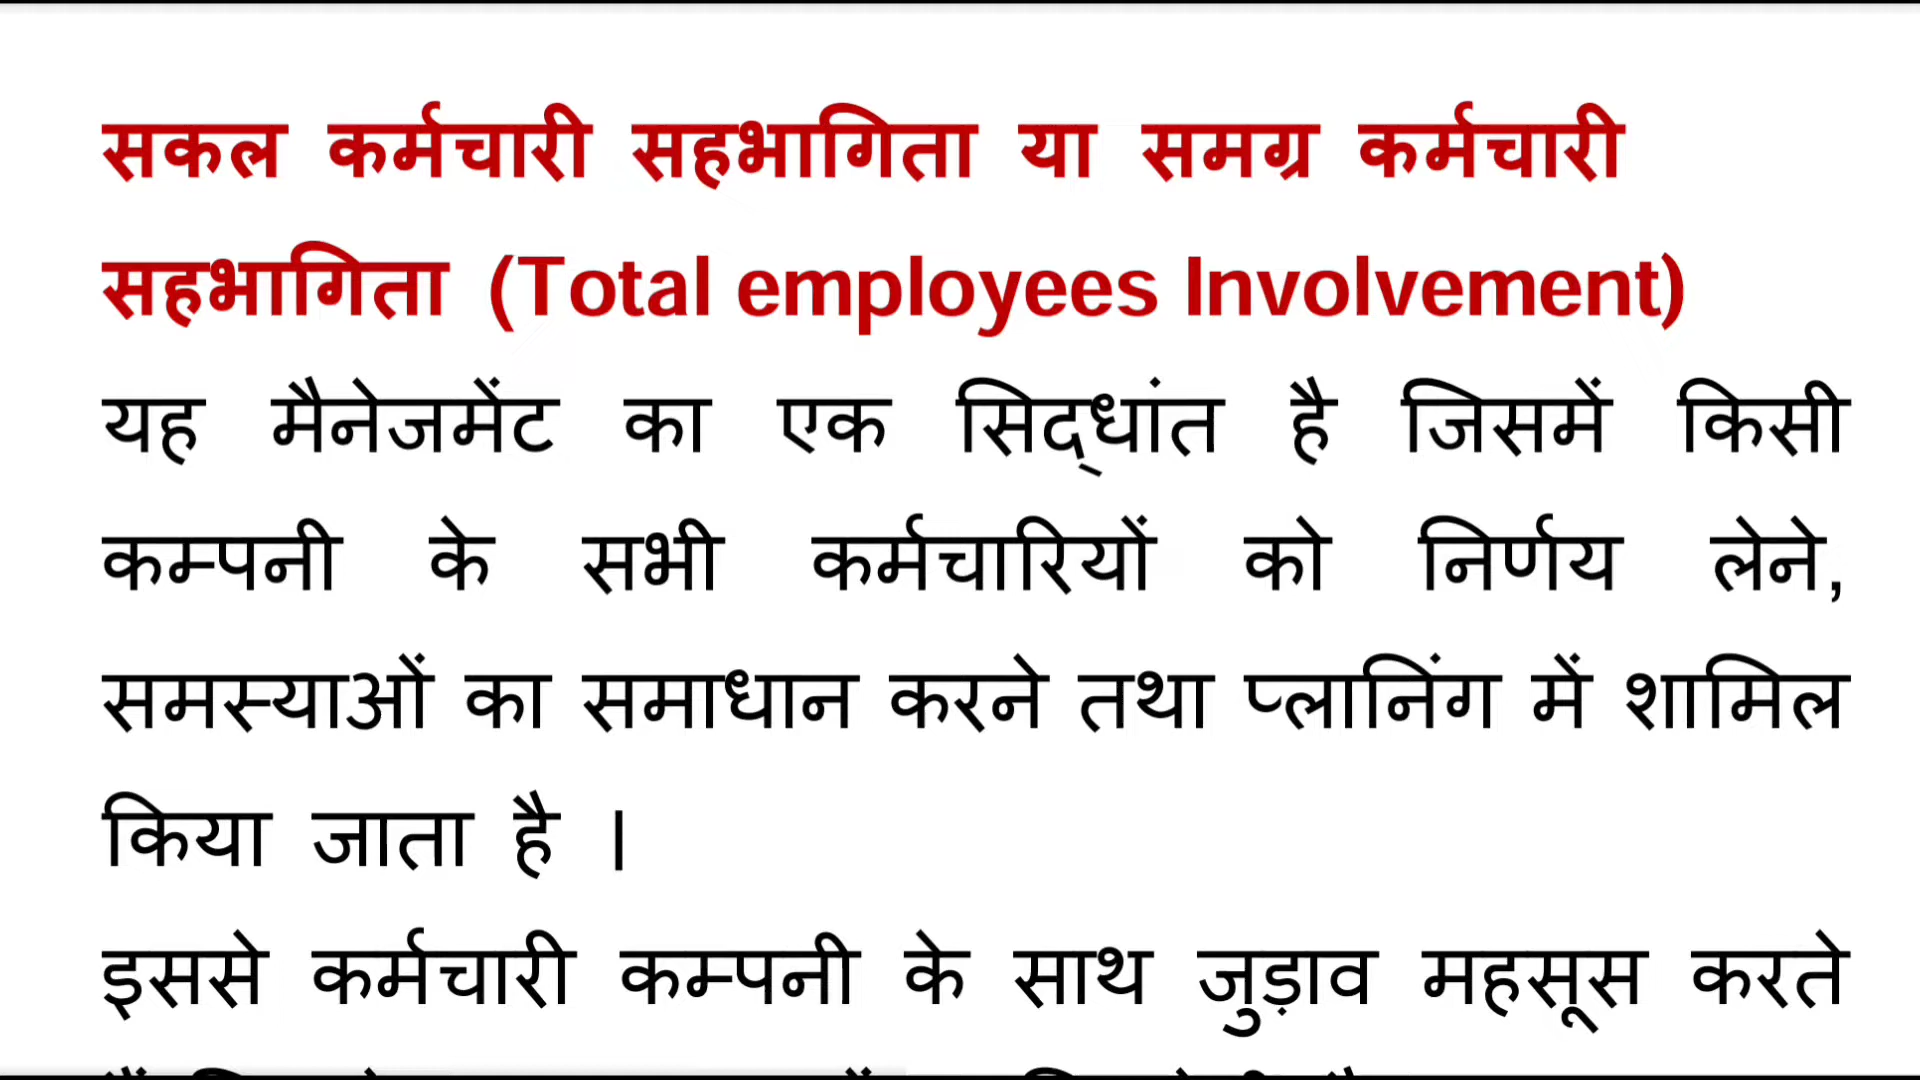 सकल कर्मचारी सहभागिता या समग्र कर्मचारी
सहभागिता (Total employees Involvement)
यह मैनेजमेंट का एक सिद्धांत है जिसमें किसी
कम्पनी के सभी कर्मचारियों को निर्णय लेने,
समस्याओं का समाधान करने तथा प्लानिंग में शामिल
किया जाता है ।
इससे कर्मचारी कम्पनी के साथ जुड़ाव महसूस करते